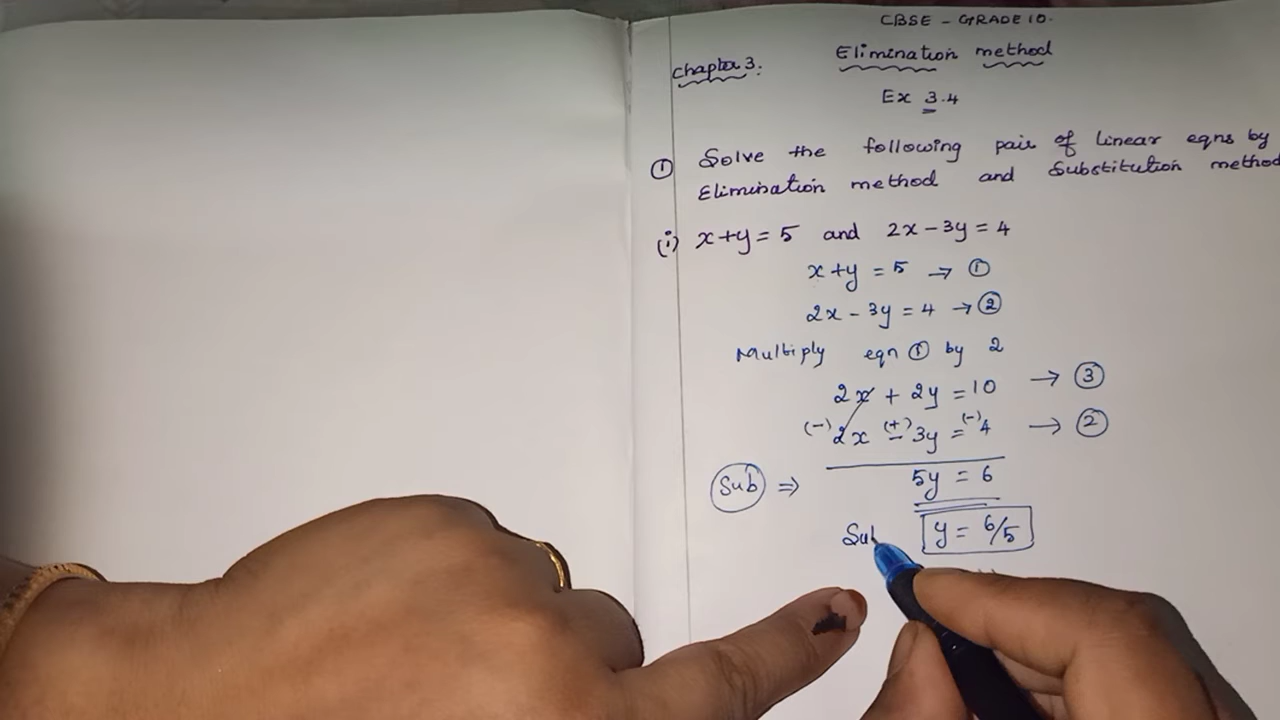 CBSE - GRADE 10.
Chapter 3: Elimination method
Ex 3.4
① Solve the following pair of linear eqns by
Elimination method and Substitution method
(i) x+y = 5 and 2x - 3y = 4
x+y = 5 → ①
2x - 3y = 4 → ②
Multiply eqn ① by 2
2x + 2y = 10 → ③
(-) 2x (+) - 3y = (-) 4 → ②
Sub ⇒ 5y = 6
y = 6/5